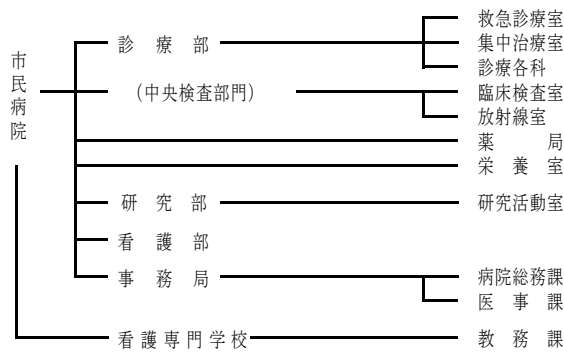 市民病院
診療部
救急診療室
集中治療室
診療各科
(中央検査部門)
臨床検査室
放射線室
薬局
栄養室
研究部
研究活動室
看護部
事務局
病院総務課
医事課
看護専門学校
教務課